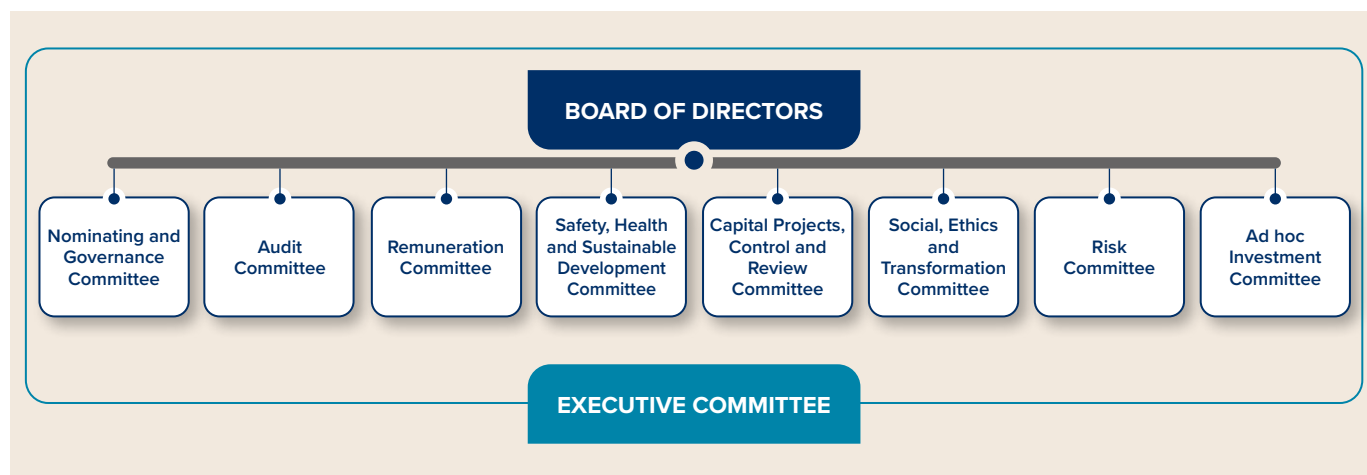 BOARD OF DIRECTORS
Nominating and
Governance
Committee
Audit
Committee
Remuneration
Committee
Safety, Health
and Sustainable
Development
Committee
Capital Projects,
Control and
Review
Committee
Social, Ethics
and
Transformation
Committee
Risk
Committee
Ad hoc
Investment
Committee
EXECUTIVE COMMITTEE